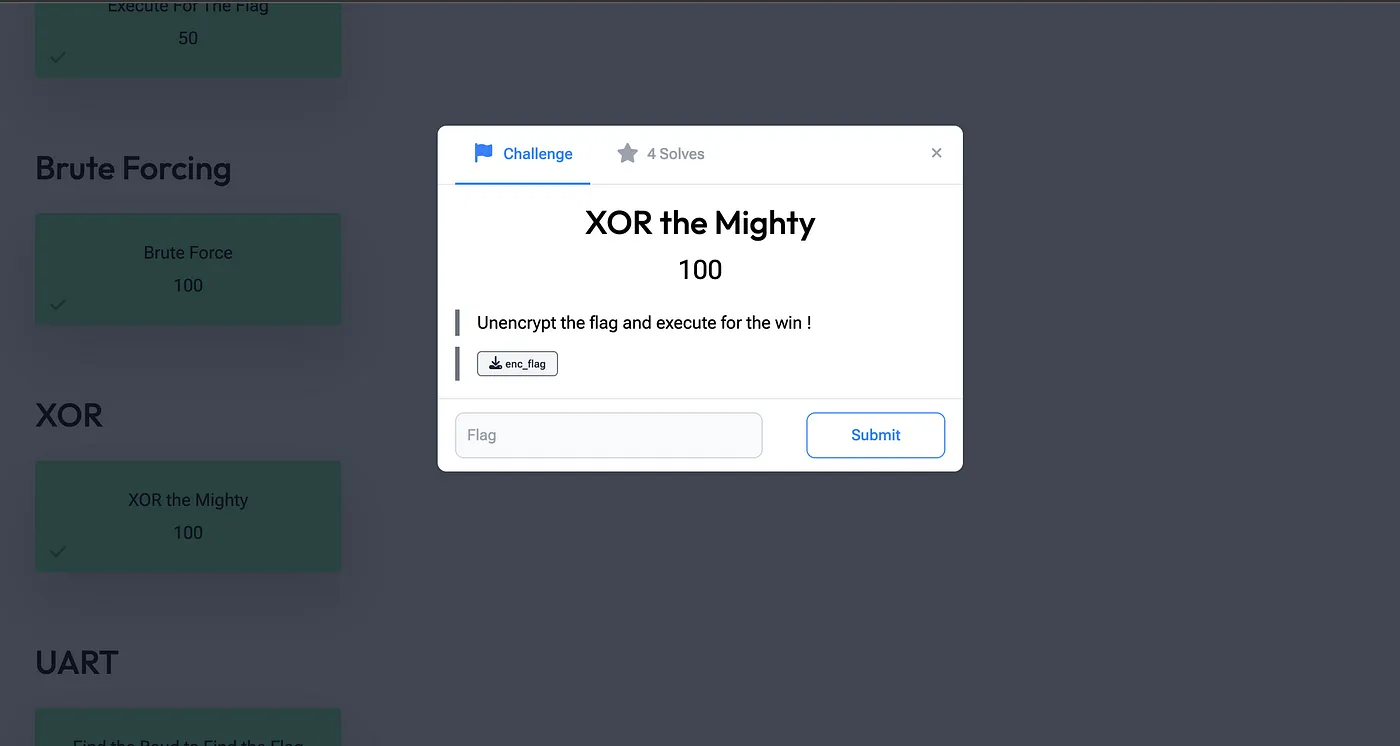 Execute For The Flag
50
Brute Forcing
Brute Force
100
XOR
XOR the Mighty
100
UART
Find the Baud to Find the Flag
Challenge
4 Solves
×
XOR the Mighty
100
Unencrypt the flag and execute for the win !
enc_flag
Flag
Submit